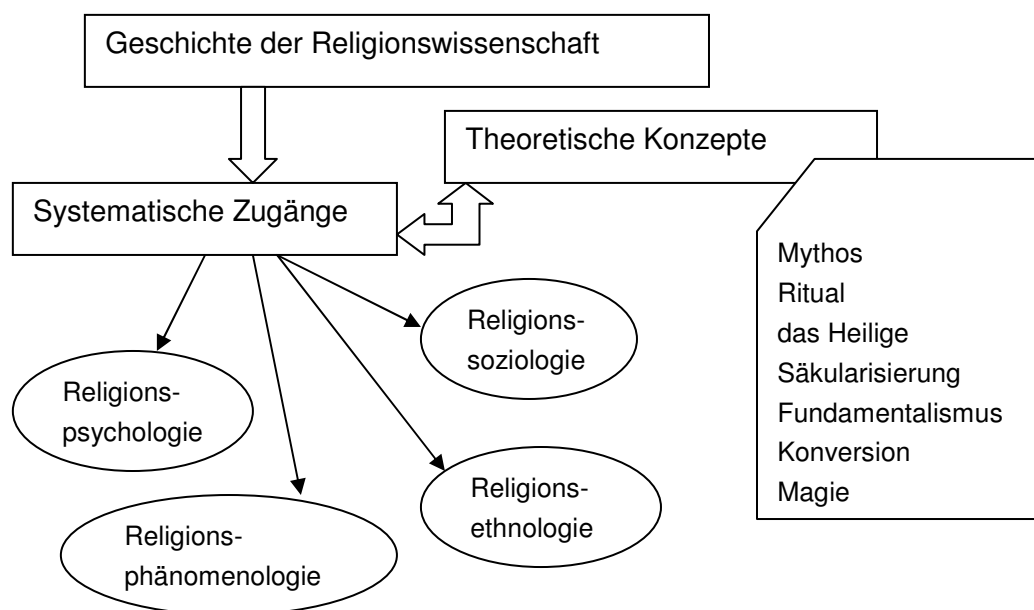 Geschichte der Religionswissenschaft
Theoretische Konzepte
Systematische Zugänge
Mythos
Ritual
das Heilige
Säkularisierung
Fundamentalismus
Konversion
Magie
Religions-
soziologie
Religions-
psychologie
Religions-
ethnologie
Religions-
phänomenologie